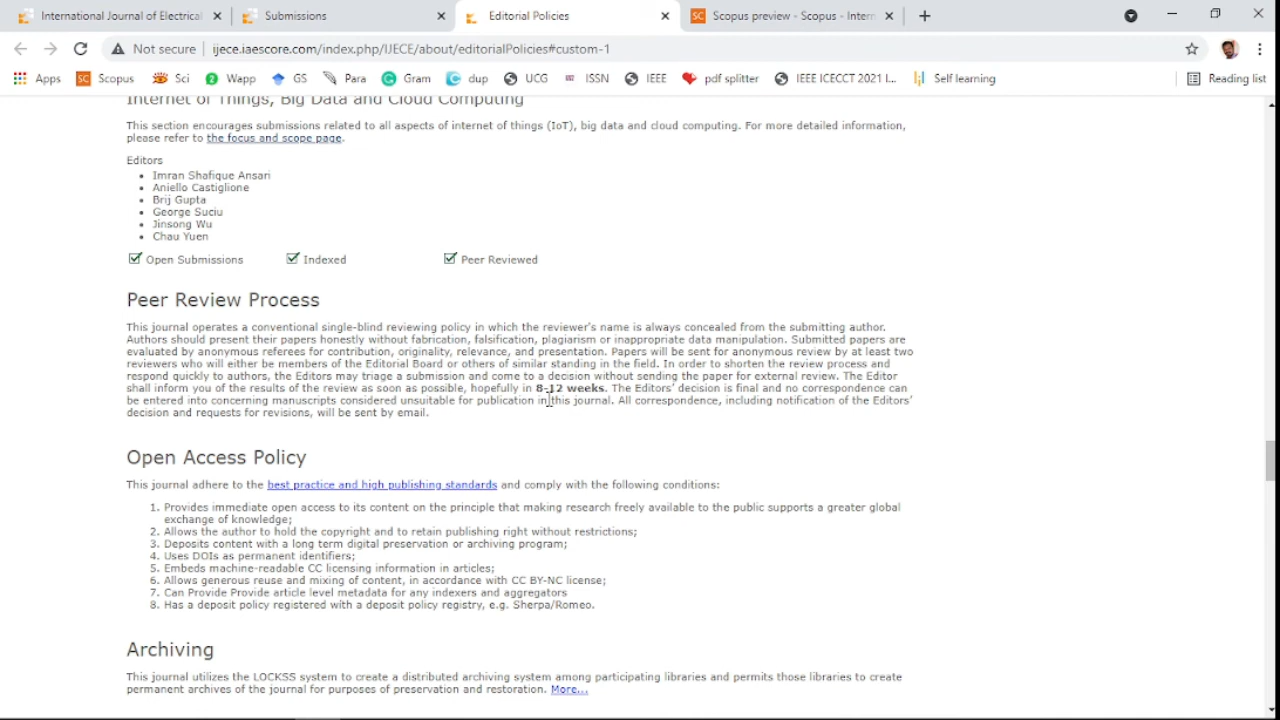 International Journal of Electrical
Submissions
Editorial Policies
Scopus preview - Scopus - Intern
Not secure
ijece.iaescore.com/index.php/IJECE/about/editorialPolicies#custom-1
Apps
Scopus
Sci
Wapp
GS
Para
Gram
dup
UCG
ISSN
IEEE
pdf splitter
IEEE ICECCT 2021 I...
Self learning
Reading list
Internet of Things, Big Data and Cloud Computing
This section encourages submissions related to all aspects of internet of things (IoT), big data and cloud computing. For more detailed information,
please refer to the focus and scope page.
Editors
Imran Shafique Ansari
Aniello Castiglione
Brij Gupta
George Suciu
Jinsong Wu
Chau Yuen
Open Submissions
Indexed
Peer Reviewed
Peer Review Process
This journal operates a conventional single-blind reviewing policy in which the reviewer's name is always concealed from the submitting author.
Authors should present their papers honestly without fabrication, falsification, plagiarism or inappropriate data manipulation. Submitted papers are
evaluated by anonymous referees for contribution, originality, relevance, and presentation. Papers will be sent for anonymous review by at least two
reviewers who will either be members of the Editorial Board or others of similar standing in the field. In order to shorten the review process and
respond quickly to authors, the Editors may triage a submission and come to a decision without sending the paper for external review. The Editor
shall inform you of the results of the review as soon as possible, hopefully in 8-12 weeks. The Editors' decision is final and no correspondence can
be entered into concerning manuscripts considered unsuitable for publication in this journal. All correspondence, including notification of the Editors'
decision and requests for revisions, will be sent by email.
Open Access Policy
This journal adhere to the best practice and high publishing standards and comply with the following conditions:
1. Provides immediate open access to its content on the principle that making research freely available to the public supports a greater global
exchange of knowledge;
2. Allows the author to hold the copyright and to retain publishing right without restrictions;
3. Deposits content with a long term digital preservation or archiving program;
4. Uses DOIs as permanent identifiers;
5. Embeds machine-readable CC licensing information in articles;
6. Allows generous reuse and mixing of content, in accordance with CC BY-NC license;
7. Can Provide Provide article level metadata for any indexers and aggregators
8. Has a deposit policy registered with a deposit policy registry, e.g. Sherpa/Romeo.
Archiving
This journal utilizes the LOCKSS system to create a distributed archiving system among participating libraries and permits those libraries to create
permanent archives of the journal for purposes of preservation and restoration. More...